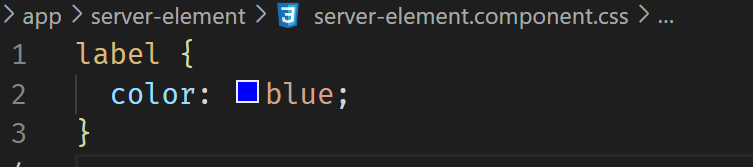 > app > server-element > server-element.component.css > ...
1 label {
2 color: blue;
3 }